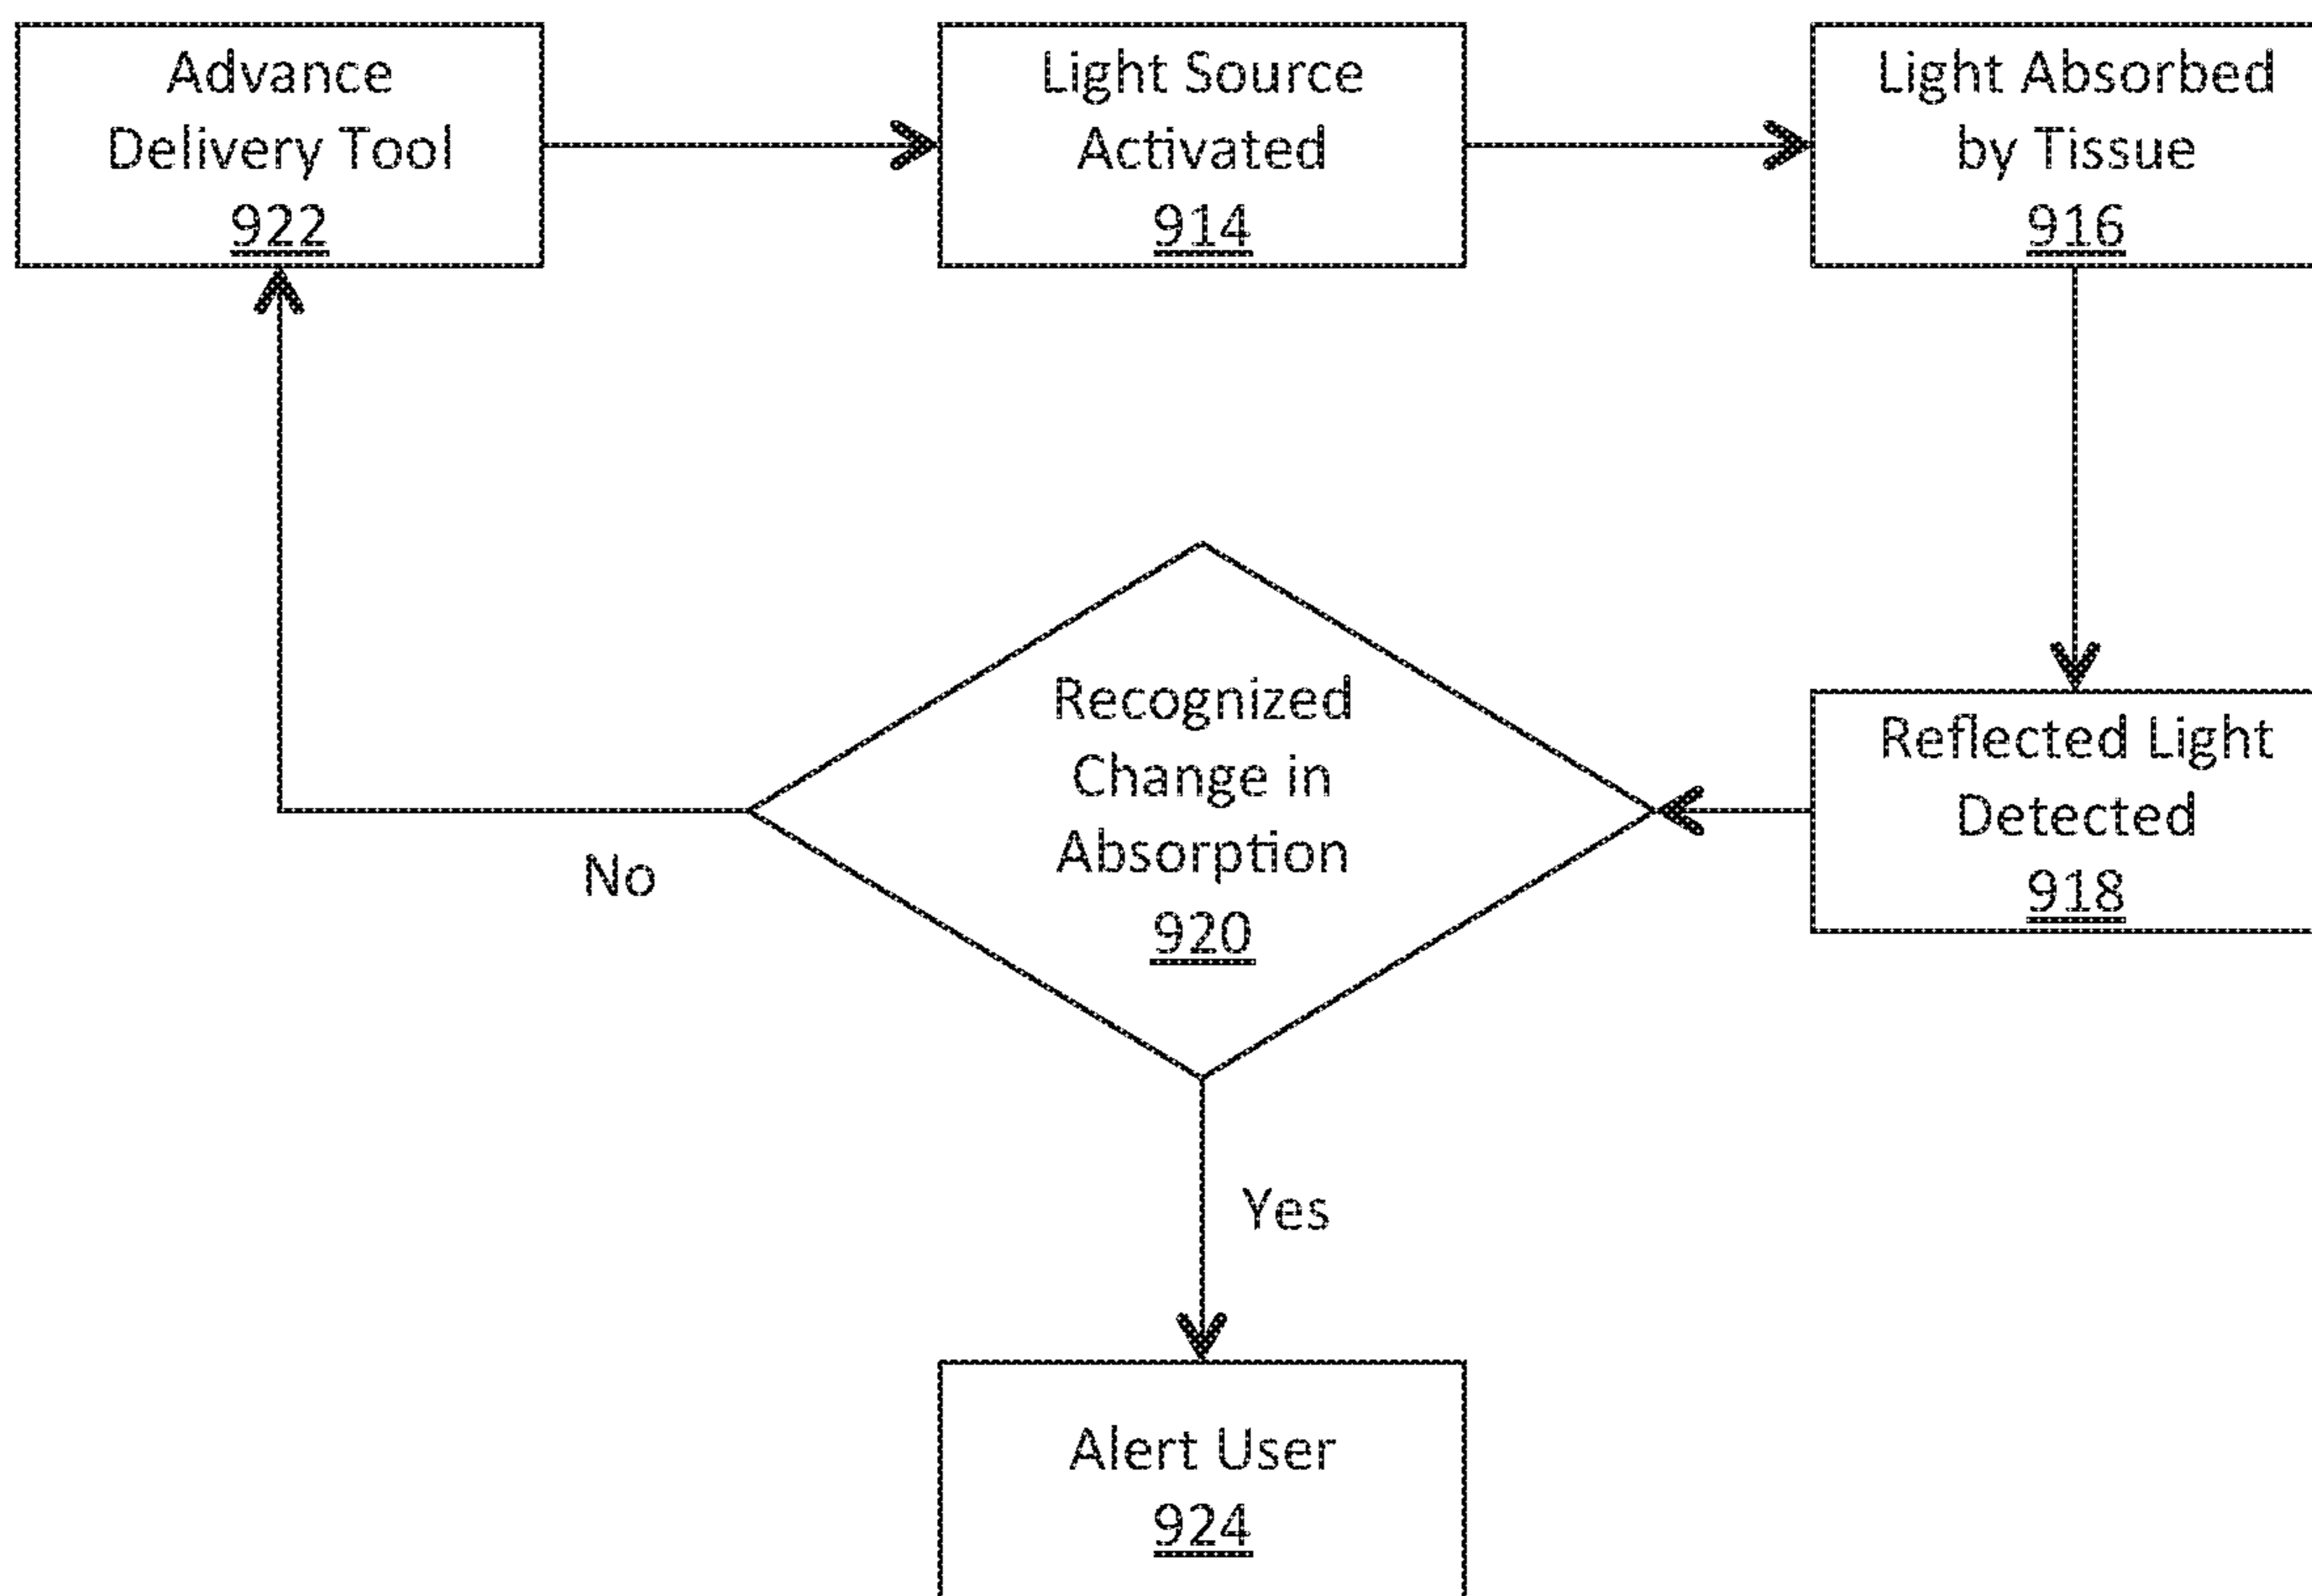 Advance
Delivery Tool
922
Light Source
Activated
914
Light Absorbed
by Tissue
916
Recognized
Change in
Absorption
920
Reflected Light
Detected
918
No
Yes
Alert User
924